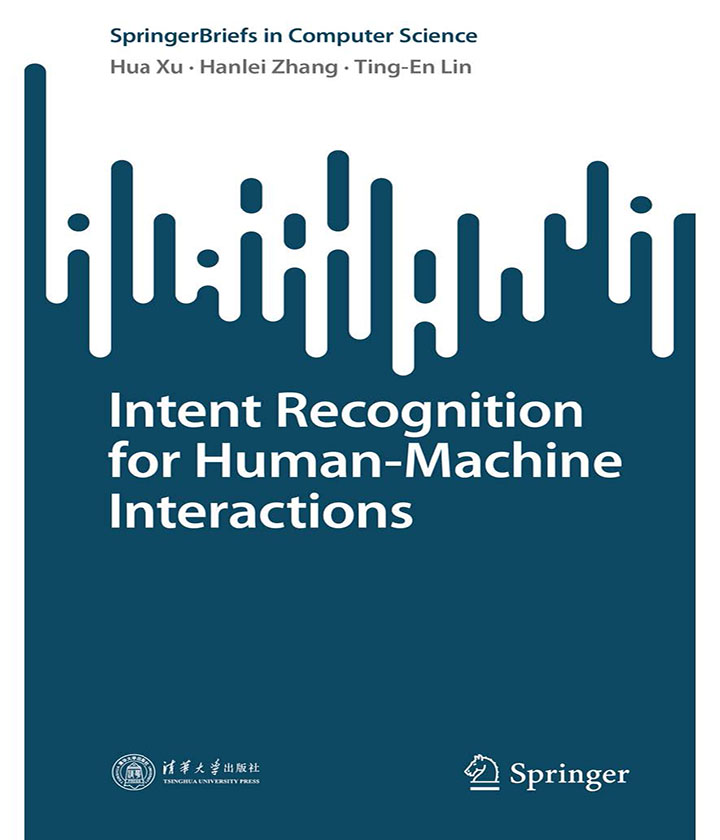 SpringerBriefs in Computer Science
Hua Xu · Hanlei Zhang · Ting-En Lin
Intent Recognition
for Human-Machine
Interactions
清华大学出版社
TSINGHUA UNIVERSITY PRESS
Springer